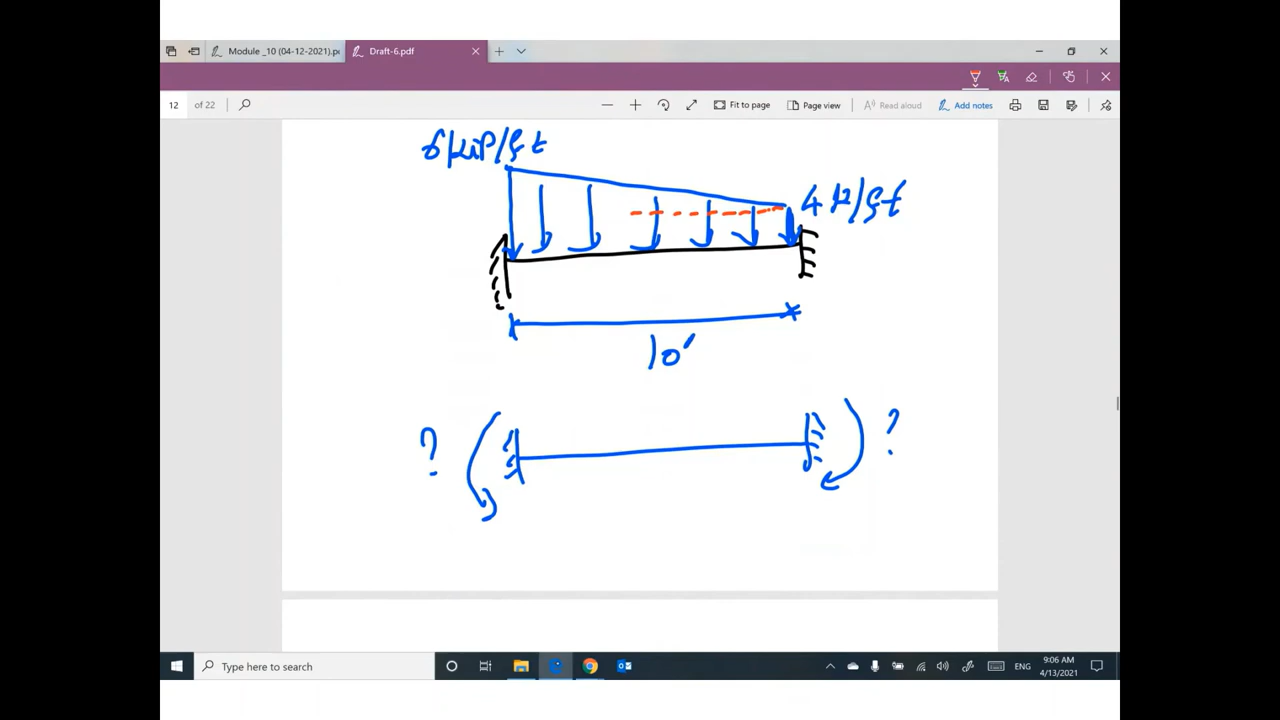 Module _10 (04-12-2021).pc
Draft-6.pdf
12 of 22
Fit to page
Page view
Read aloud
Add notes
6 kip/ft
4 k/ft
10'
?
?
Type here to search
ENG
9:06 AM
4/13/2021